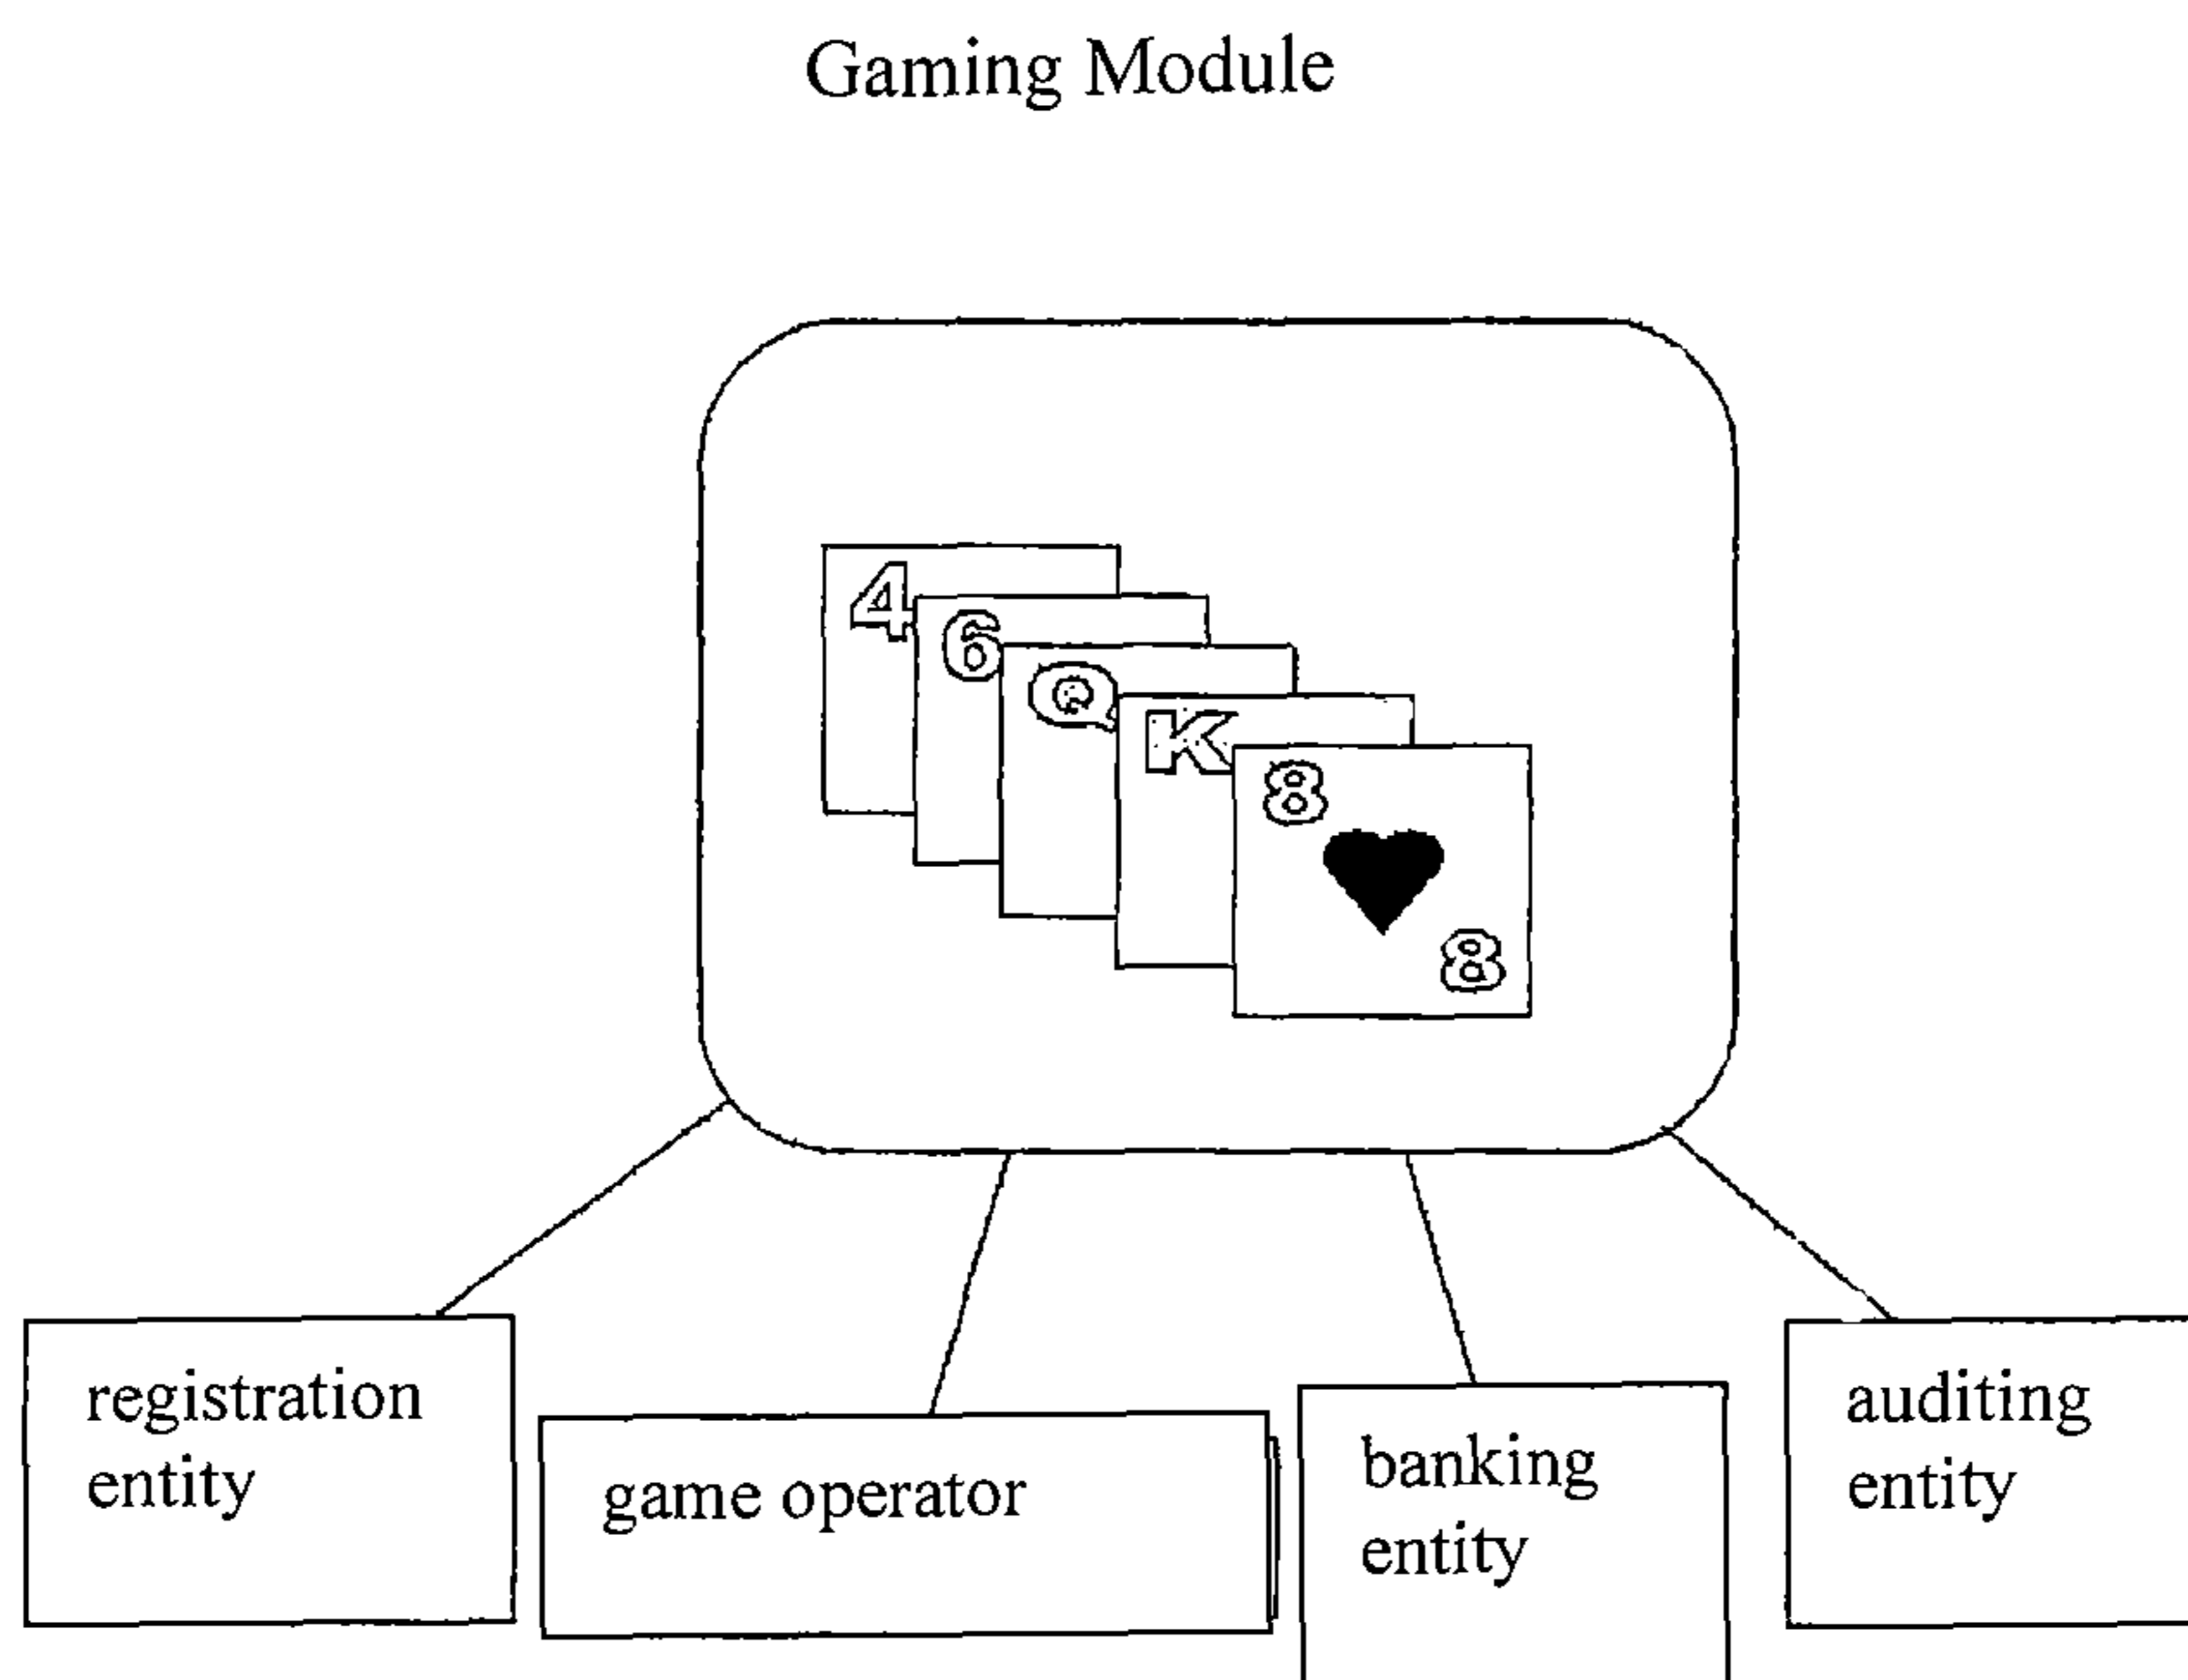 Gaming Module
4
6
Q
K
8
8
registration
entity
game operator
banking
entity
auditing
entity